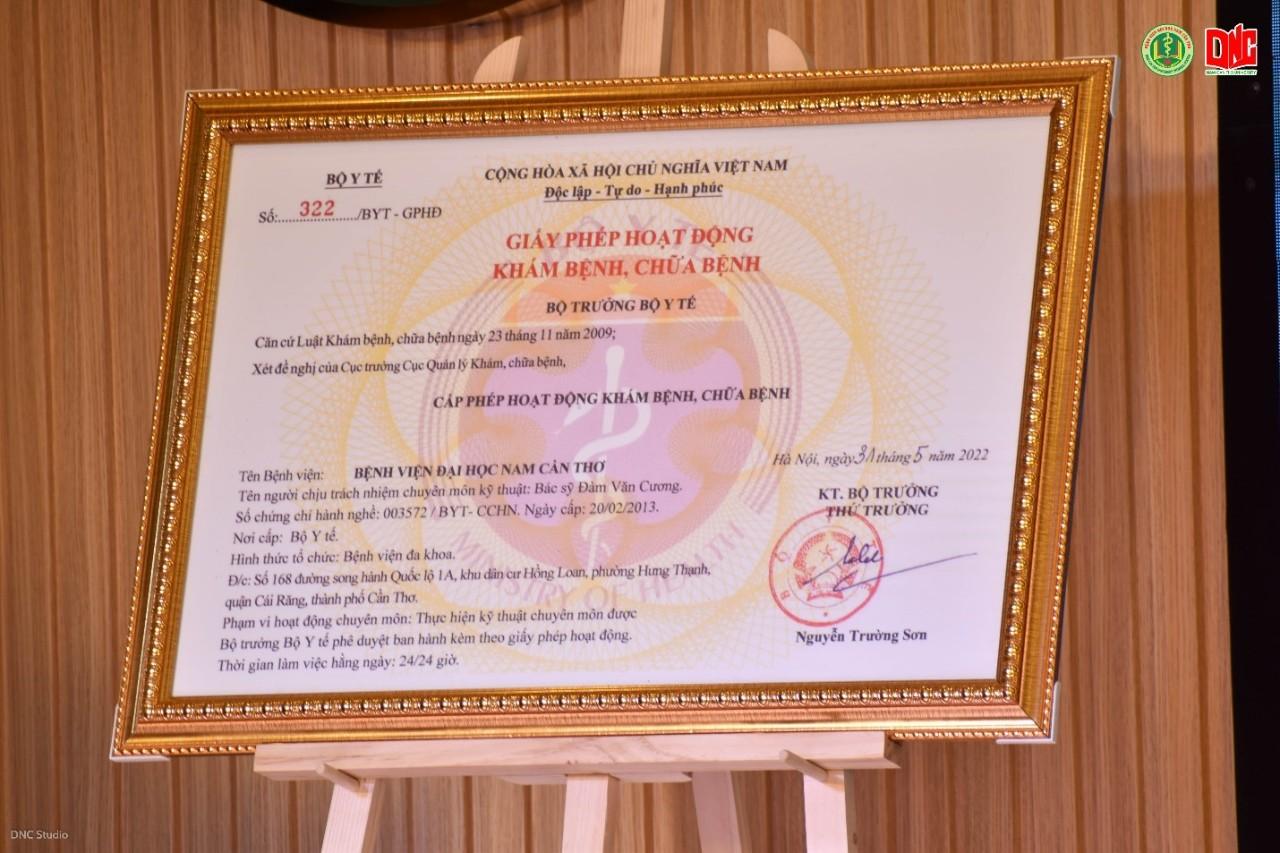 DNC
BỘ Y TẾ
CỘNG HÒA XÃ HỘI CHỦ NGHĨA VIỆT NAM
Độc lập - Tự do - Hạnh phúc
Số:....322..../BYT - GPHĐ
GIẤY PHÉP HOẠT ĐỘNG
KHÁM BỆNH, CHỮA BỆNH
BỘ TRƯỞNG BỘ Y TẾ
Căn cứ Luật Khám bệnh, chữa bệnh ngày 23 tháng 11 năm 2009;
Xét đề nghị của Cục trưởng Cục Quản lý Khám, chữa bệnh,
CẤP PHÉP HOẠT ĐỘNG KHÁM BỆNH, CHỮA BỆNH
Tên Bệnh viện: BỆNH VIỆN ĐẠI HỌC NAM CẦN THƠ
Tên người chịu trách nhiệm chuyên môn kỹ thuật: Bác sỹ Đàm Văn Cương.
Số chứng chỉ hành nghề: 003572 / BYT- CCHN. Ngày cấp: 20/02/2013.
Nơi cấp: Bộ Y tế.
Hình thức tổ chức: Bệnh viện đa khoa.
Đ/c: Số 168 đường song hành Quốc lộ 1A, khu dân cư Hồng Loan, phường Hưng Thạnh,
quận Cái Răng, thành phố Cần Thơ.
Phạm vi hoạt động chuyên môn: Thực hiện kỹ thuật chuyên môn được
Bộ trưởng Bộ Y tế phê duyệt ban hành kèm theo giấy phép hoạt động.
Thời gian làm việc hằng ngày: 24/24 giờ.
Hà Nội, ngày 31 tháng 5 năm 2022
KT. BỘ TRƯỞNG
THỨ TRƯỞNG
Nguyễn Trường Sơn
BỘ Y TẾ
MINISTRY OF HEALTH
DNC Studio